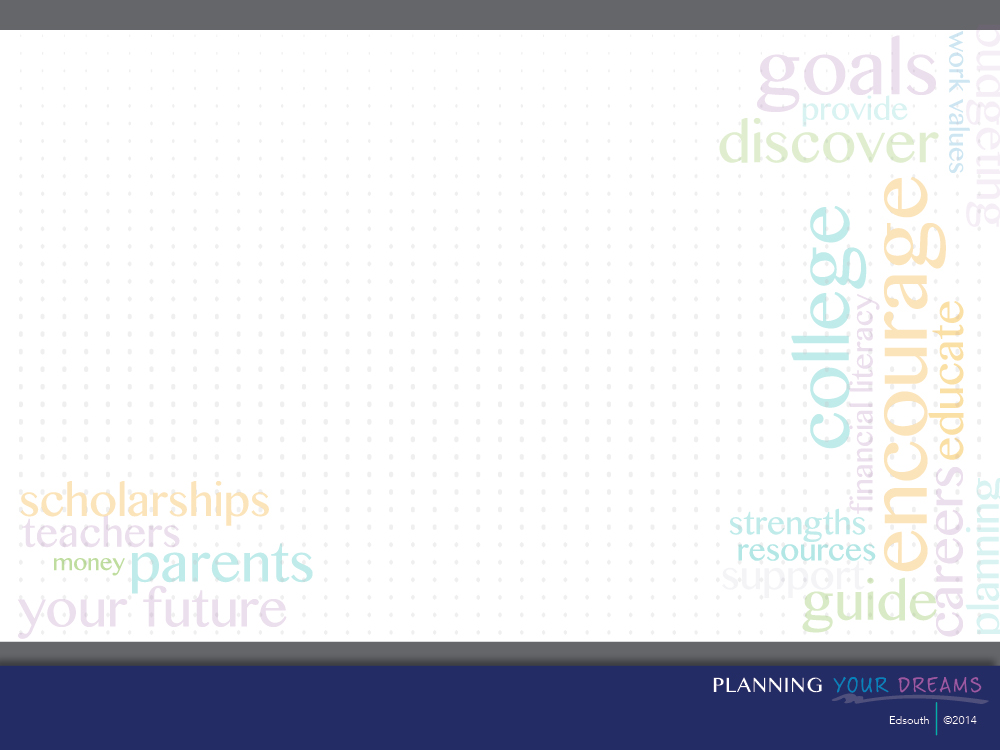 goals
provide
discover
work values
budgeting
college
financial literacy
encourage
educate
careers
planning
scholarships
teachers
money parents
your future
strengths
resources
support
guide
PLANNING YOUR DREAMS
Edsouth ©2014